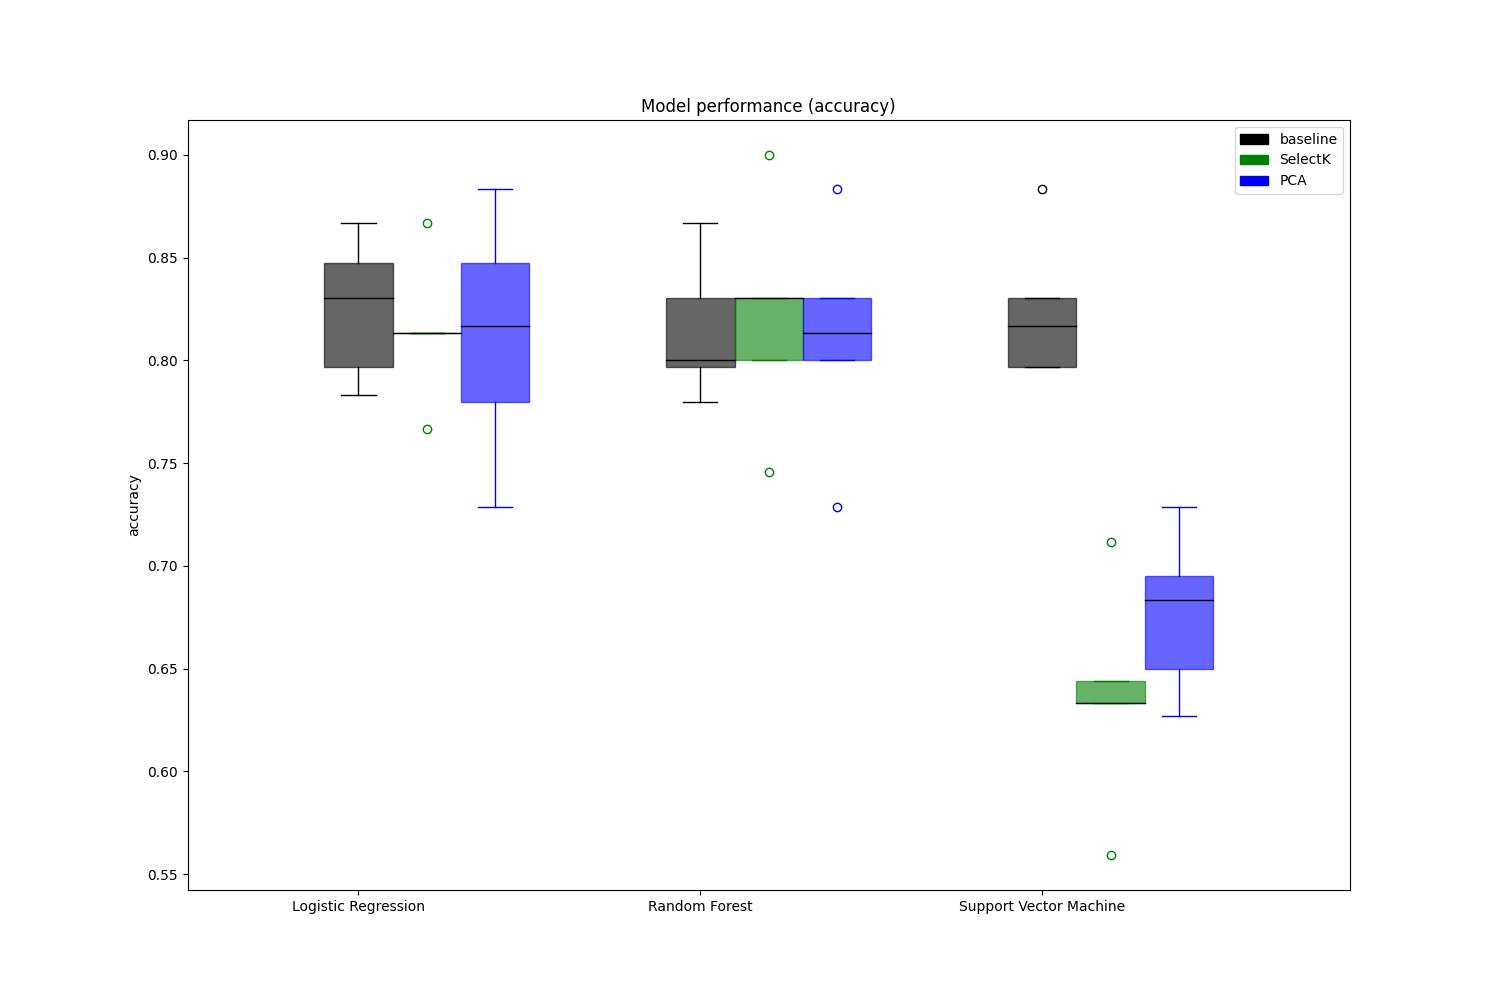 Model performance (accuracy)
baseline
SelectK
PCA
accuracy
0.90
0.85
0.80
0.75
0.70
0.65
0.60
0.55
Logistic Regression
Random Forest
Support Vector Machine